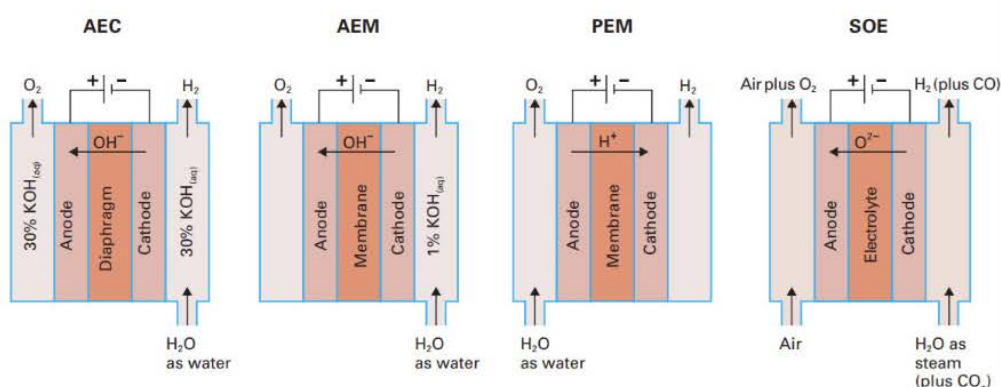 AEC
O₂
+ −
H₂
OH⁻
30% KOH(aq)
Anode
Diaphragm
Cathode
30% KOH(aq)
H₂O
as water
AEM
O₂
+ −
H₂
OH⁻
Anode
Membrane
Cathode
1% KOH(aq)
H₂O
as water
PEM
O₂
+ −
H₂
H⁺
Anode
Membrane
Cathode
H₂O
as water
SOE
Air plus O₂
+ −
H₂ (plus CO)
O²⁻
Anode
Electrolyte
Cathode
Air
H₂O as
steam
(plus CO₂)